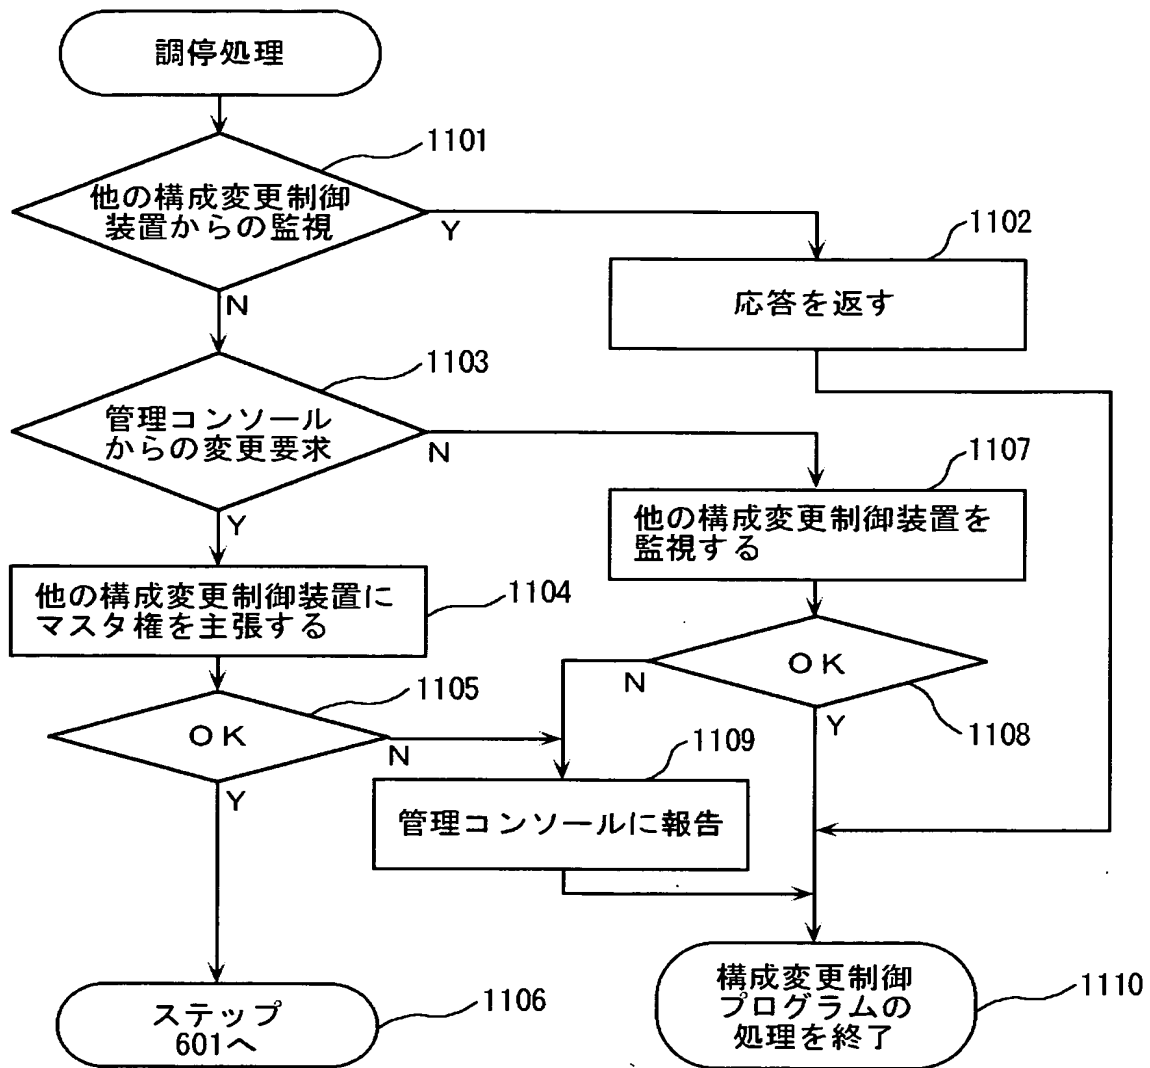 調停処理
1101
他の構成変更制御
装置からの監視
Y
N
1102
応答を返す
1103
管理コンソール
からの変更要求
N
Y
1107
他の構成変更制御装置を
監視する
1104
他の構成変更制御装置に
マスタ権を主張する
OK
N
Y
1108
1105
OK
N
Y
1109
管理コンソールに報告
ステップ
601へ
1106
構成変更制御
プログラムの
処理を終了
1110